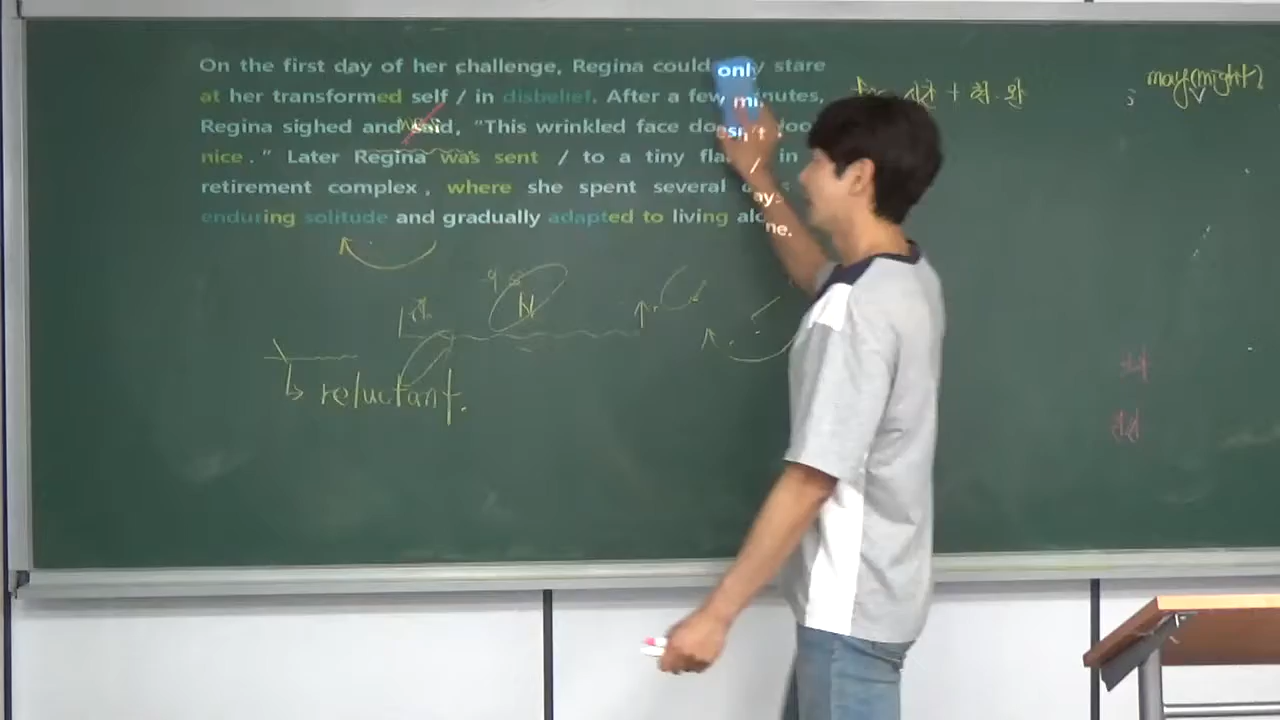 On the first day of her challenge, Regina could only stare
at her transformed self / in disbelief. After a few minutes,
Regina sighed and said, "This wrinkled face doesn't look
nice." Later Regina was sent / to a tiny flat / in
retirement complex, where she spent several days
enduring solitude and gradually adapted to living alone.
+ 최.완
; may(might)
N
↳ reluctant.